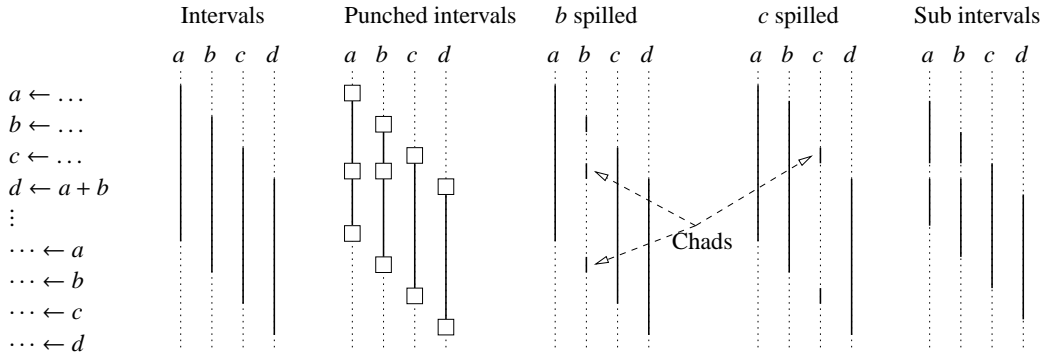 Intervals Punched intervals b spilled c spilled Sub intervals
a b c d a b c d a b c d a b c d a b c d
a ← …
b ← …
c ← …
d ← a + b
⋮
Chads
⋯ ← a
⋯ ← b
⋯ ← c
⋯ ← d